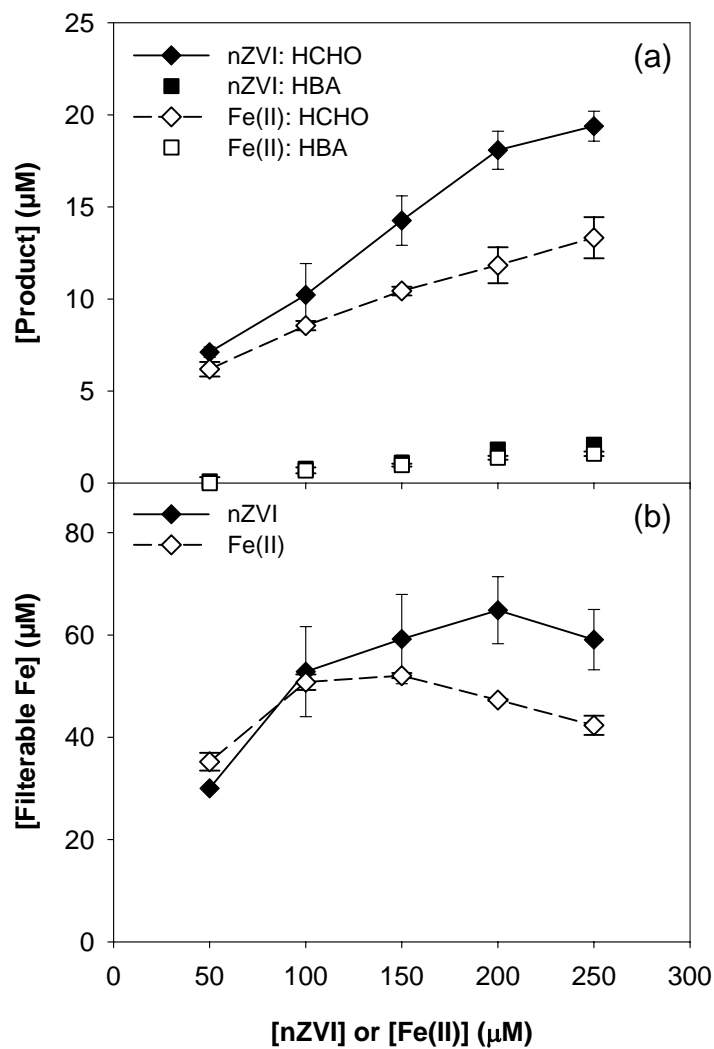 25
20
15
10
5
0
[Product] (µM)
nZVI: HCHO
nZVI: HBA
Fe(II): HCHO
Fe(II): HBA
(a)
80
60
40
20
0
[Filterable Fe] (µM)
nZVI
Fe(II)
(b)
0 50 100 150 200 250 300
[nZVI] or [Fe(II)] (µM)